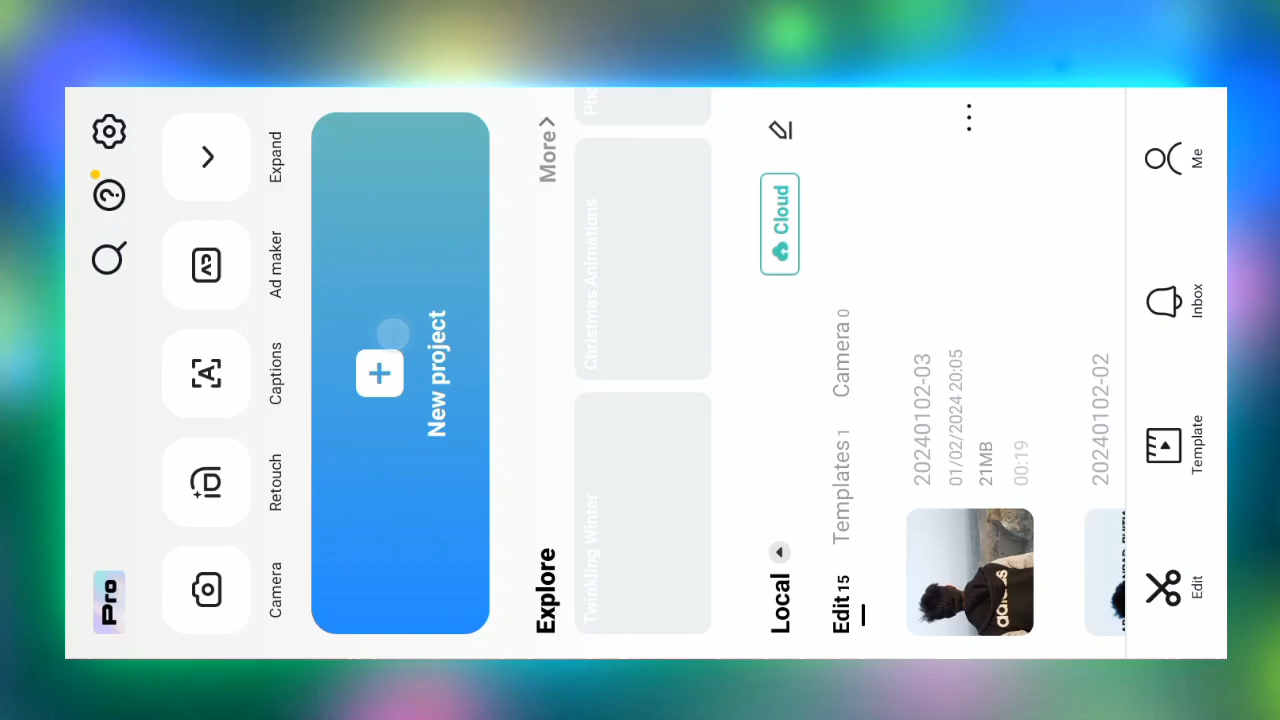 Pro
Camera
Retouch
Captions
Ad maker
Expand
New project
Explore
More >
Twinkling Winter
Christmas Animations
Pho
Local
Cloud
Edit 15
Templates 1
Camera 0
20240102-03
01/02/2024 20:05
21MB
00:19
adidas
20240102-02
Edit
Template
Inbox
Me